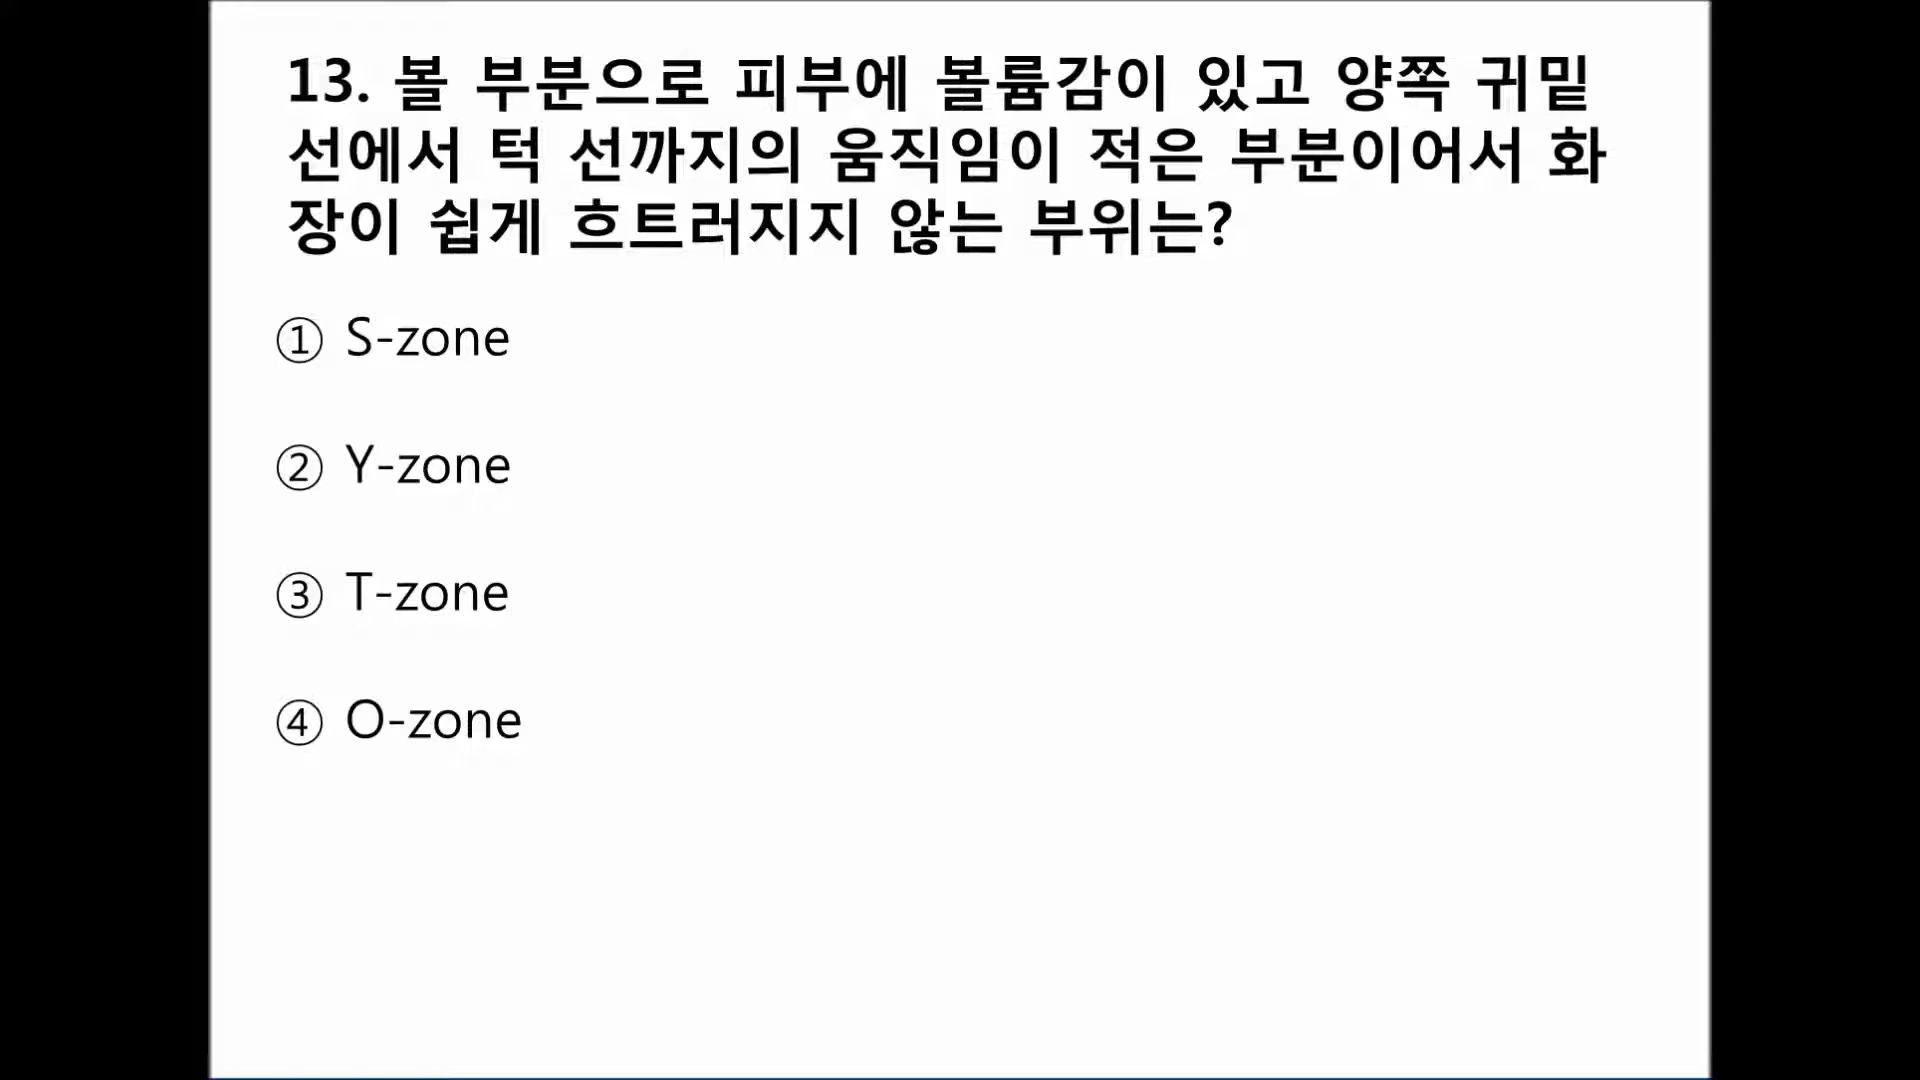 13. 볼 부분으로 피부에 볼륨감이 있고 양쪽 귀밑
선에서 턱 선까지의 움직임이 적은 부분이어서 화
장이 쉽게 흐트러지지 않는 부위는?
① S-zone
② Y-zone
③ T-zone
④ O-zone